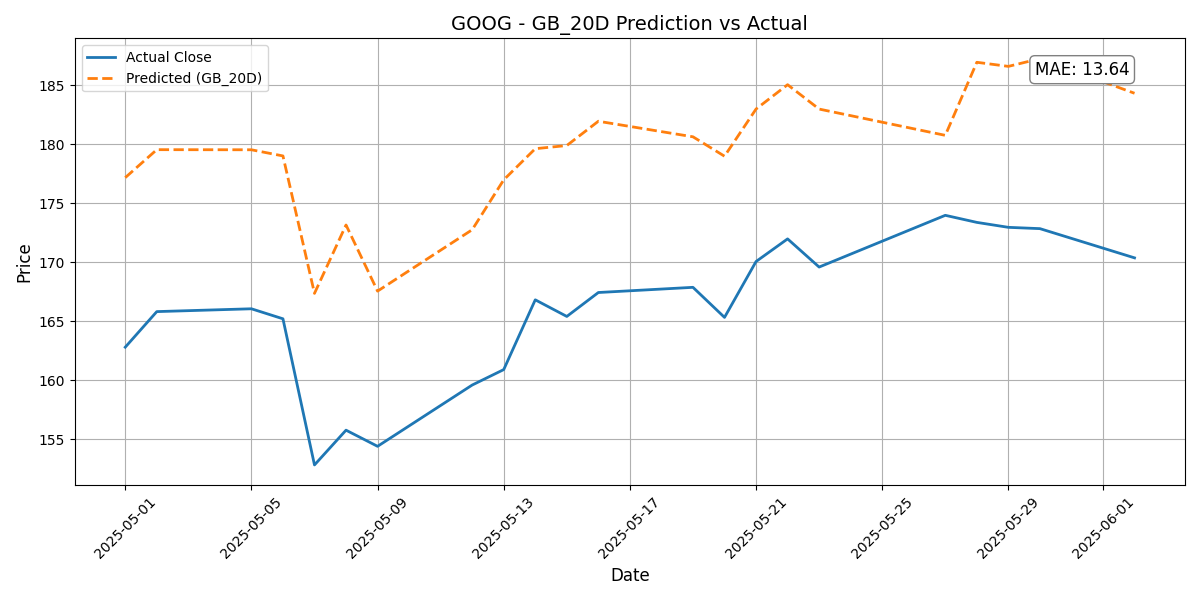 GOOG - GB_20D Prediction vs Actual
Actual Close
Predicted (GB_20D)
MAE: 13.64
Price
185
180
175
170
165
160
155
2025-05-01
2025-05-05
2025-05-09
2025-05-13
2025-05-17
2025-05-21
2025-05-25
2025-05-29
2025-06-01
Date